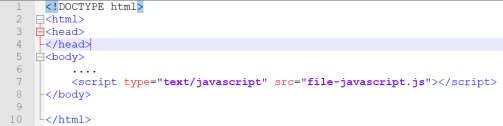 1 <!DOCTYPE html>
2 <html>
3 <head>
4 </head>
5 <body>
6 ....
7 <script type="text/javascript" src="file-javascript.js"></script>
8 </body>
9
10 </html>